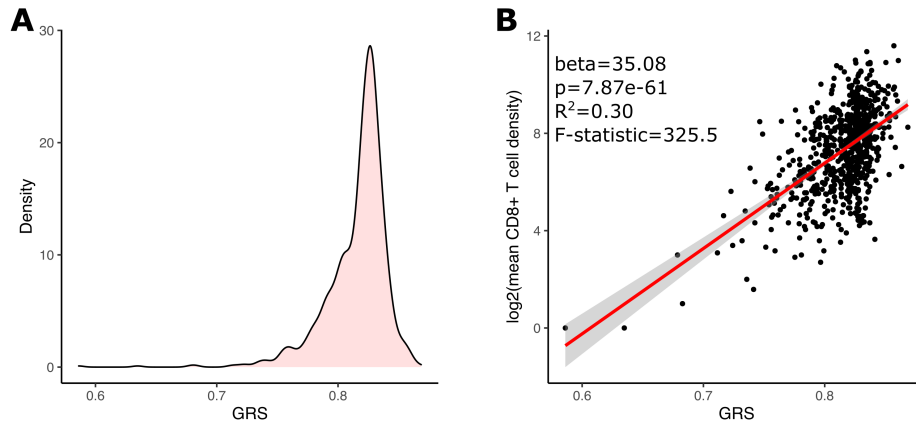 A
30
20
10
0
Density
0.6
0.7
0.8
GRS
B
12
8
4
0
log2(mean CD8+ T cell density)
beta=35.08
p=7.87e-61
R²=0.30
F-statistic=325.5
0.6
0.7
0.8
GRS